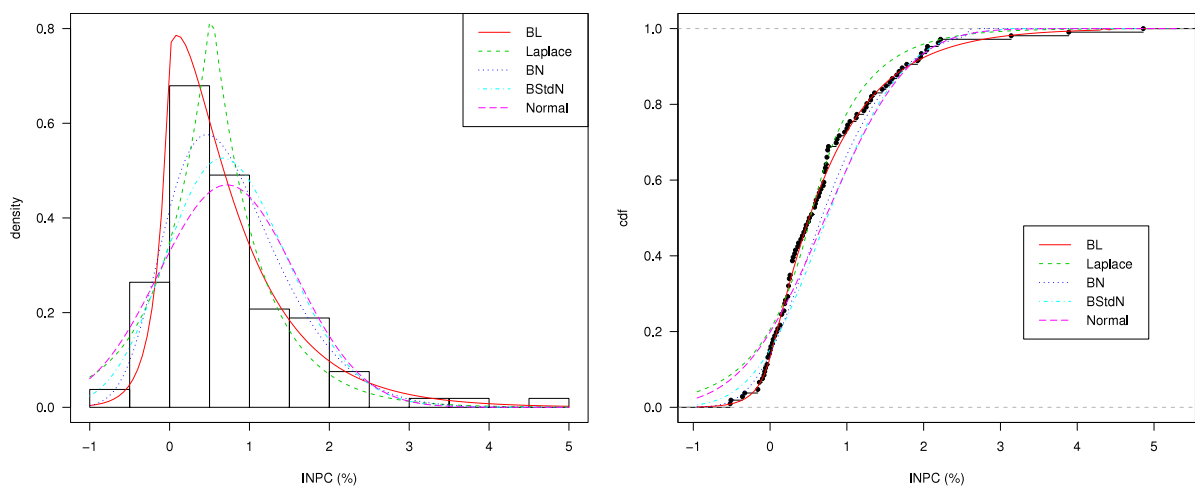 0.8
0.6
0.4
0.2
0.0
density
−1 0 1 2 3 4 5
INPC (%)
BL
Laplace
BN
BStdN
Normal
1.0
0.8
0.6
0.4
0.2
0.0
cdf
−1 0 1 2 3 4 5
INPC (%)
BL
Laplace
BN
BStdN
Normal